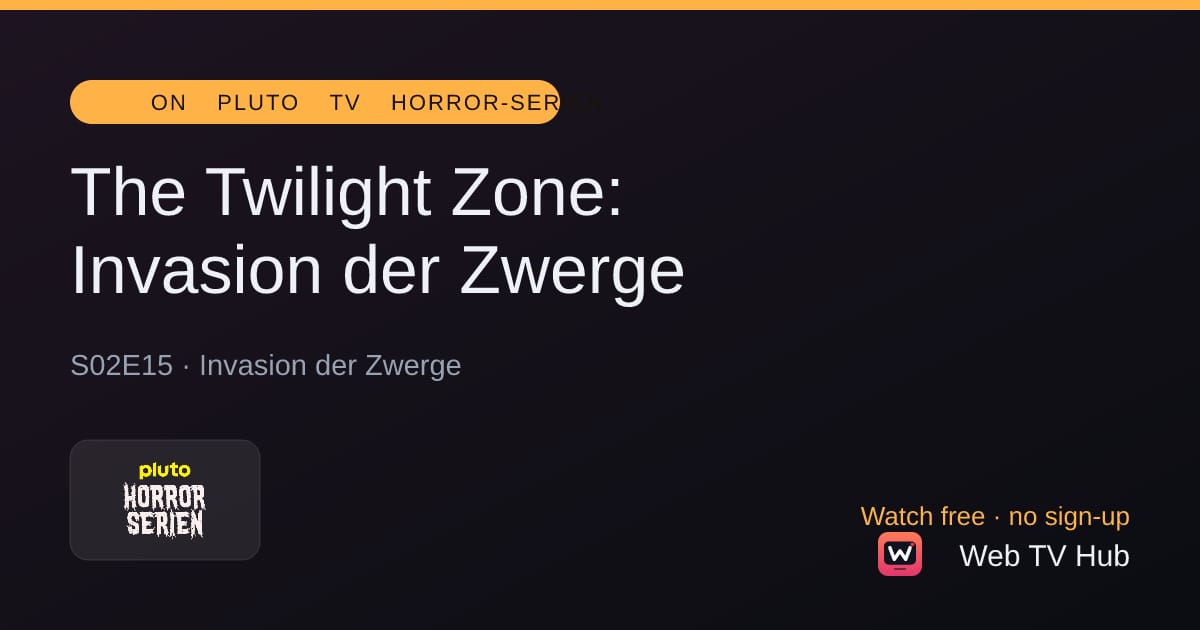 ON PLUTO TV HORROR-SERIEN
The Twilight Zone:
Invasion der Zwerge
S02E15 · Invasion der Zwerge
pluto
HORROR
SERIEN
Watch free · no sign-up
W
Web TV Hub